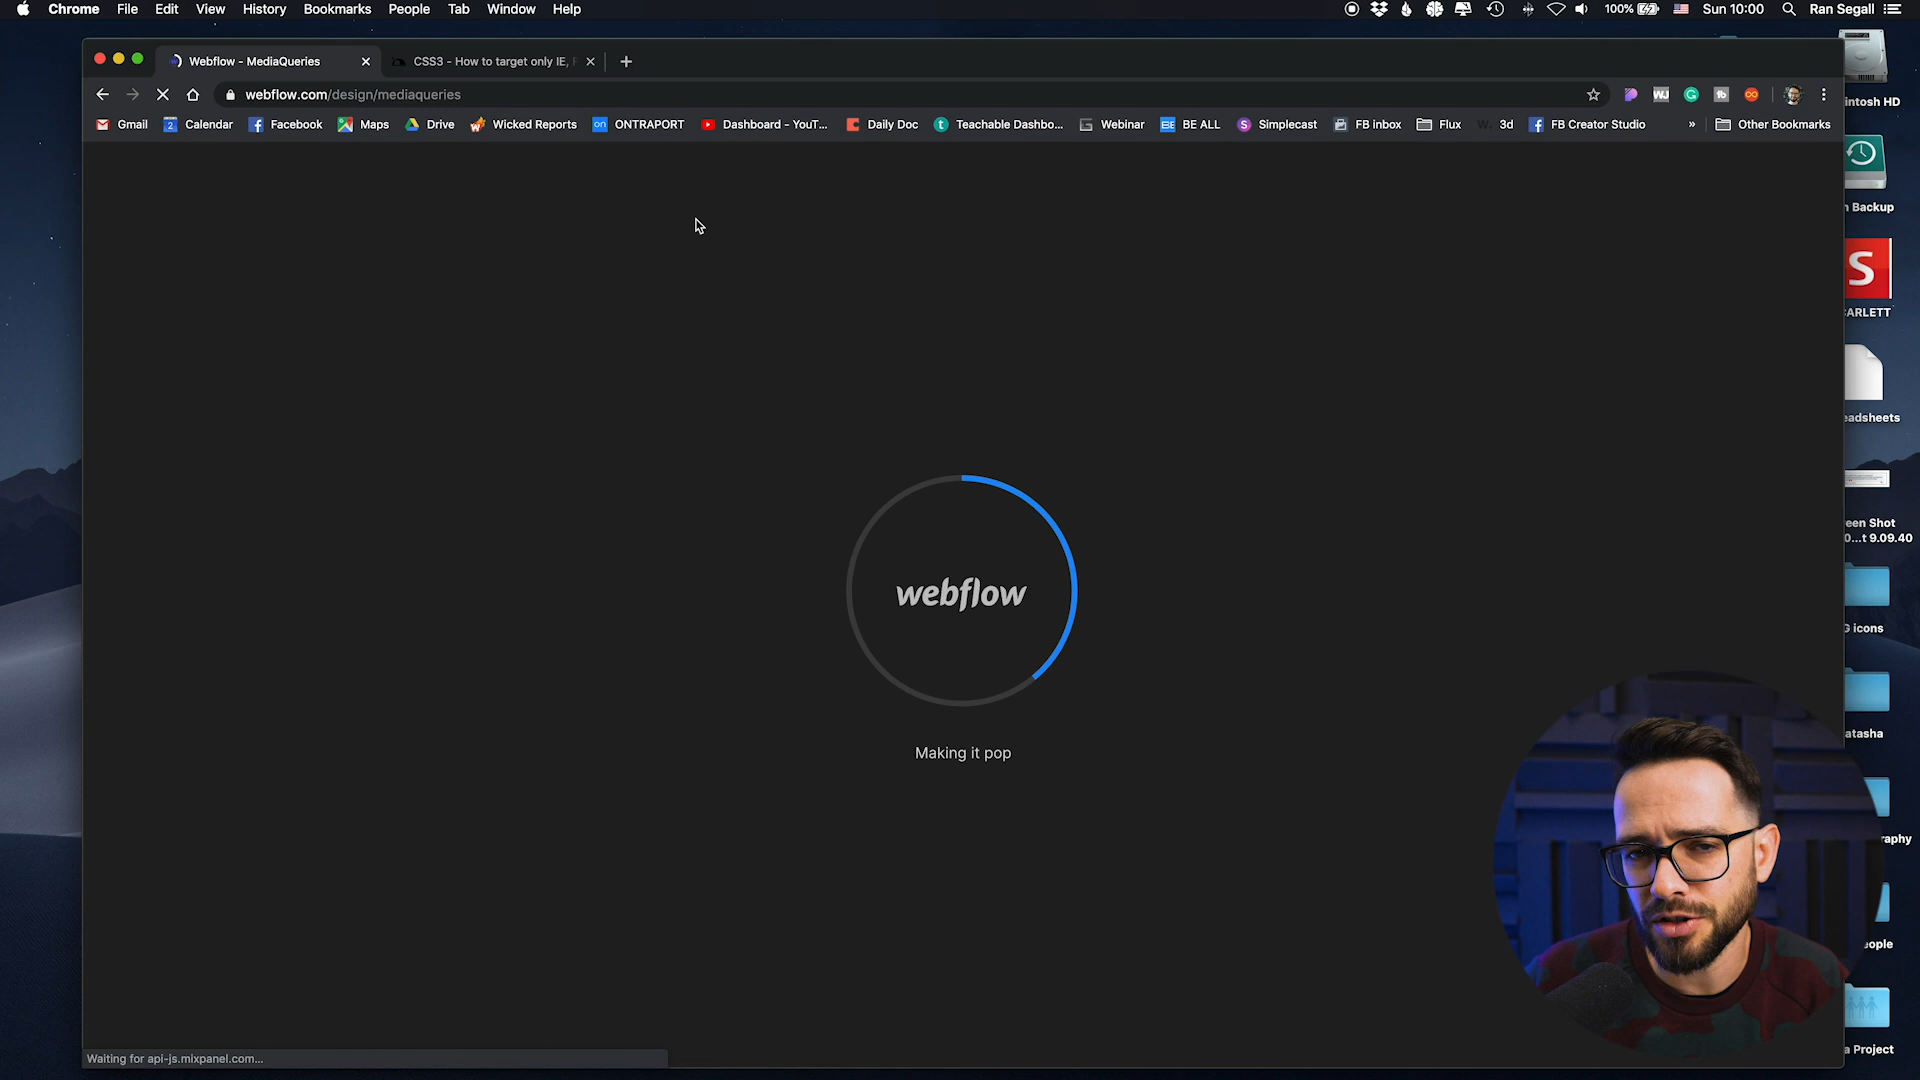 Chrome File Edit View History Bookmarks People Tab Window Help 100% Sun 10:00 Ran Segall
Webflow - MediaQueries CSS3 - How to target only IE,
webflow.com/design/mediaqueries
Gmail Calendar Facebook Maps Drive Wicked Reports ONTRAPORT Dashboard - YouT... Daily Doc Teachable Dashbo... Webinar BE ALL Simplecast FB inbox Flux 3d FB Creator Studio » Other Bookmarks
intosh HD
Backup
S
ARLETT
eadsheets
een Shot
0...t 9.09.40
icons
atasha
raphy
eople
a Project
webflow
Making it pop
Waiting for api-js.mixpanel.com...